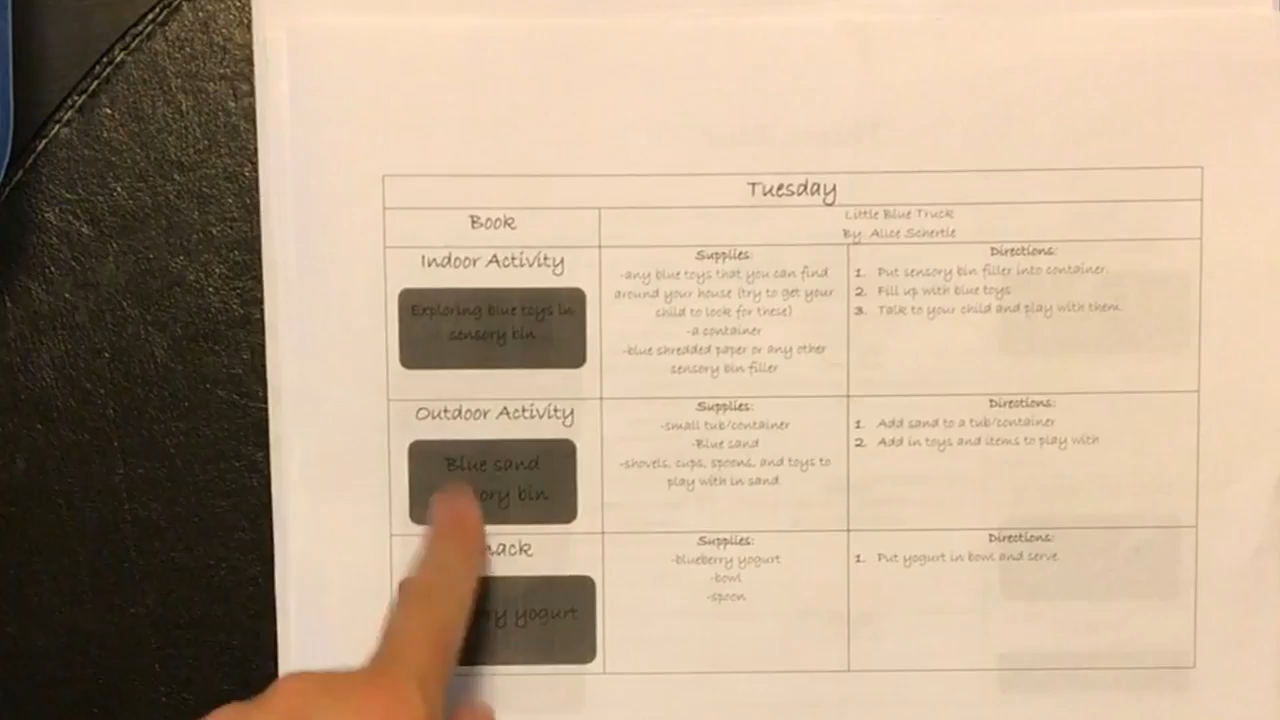 Tuesday
Book
Little Blue Truck
By: Alice Schertle
Indoor Activity
Exploring blue toys in
sensory bin
Supplies:
-any blue toys that you can find
around your house (try to get your
child to look for these)
-a container
-blue shredded paper or any other
sensory bin filler
Directions:
1. Put sensory bin filler into container.
2. Fill up with blue toys
3. Talk to your child and play with them.
Outdoor Activity
Blue sand
bin
Supplies:
-small tub/container
-Blue sand
-shovels, cups, spoons, and toys to
play with in sand
Directions:
1. Add sand to a tub/container
2. Add in toys and items to play with
yogurt
Supplies:
-blueberry yogurt
-bowl
-spoon
Directions:
1. Put yogurt in bowl and serve